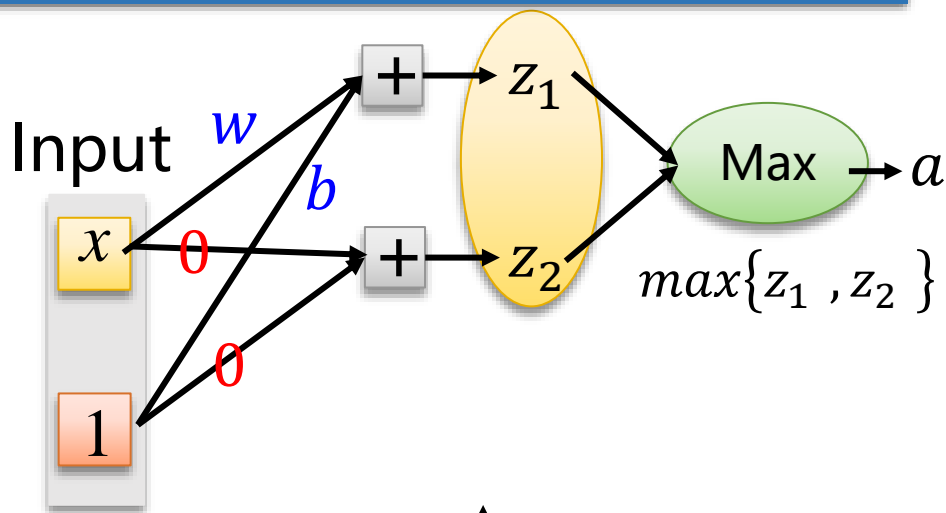 + z₁
w
Input
Max a
b
x 0 + z₂
max{z₁ , z₂ }
0
1